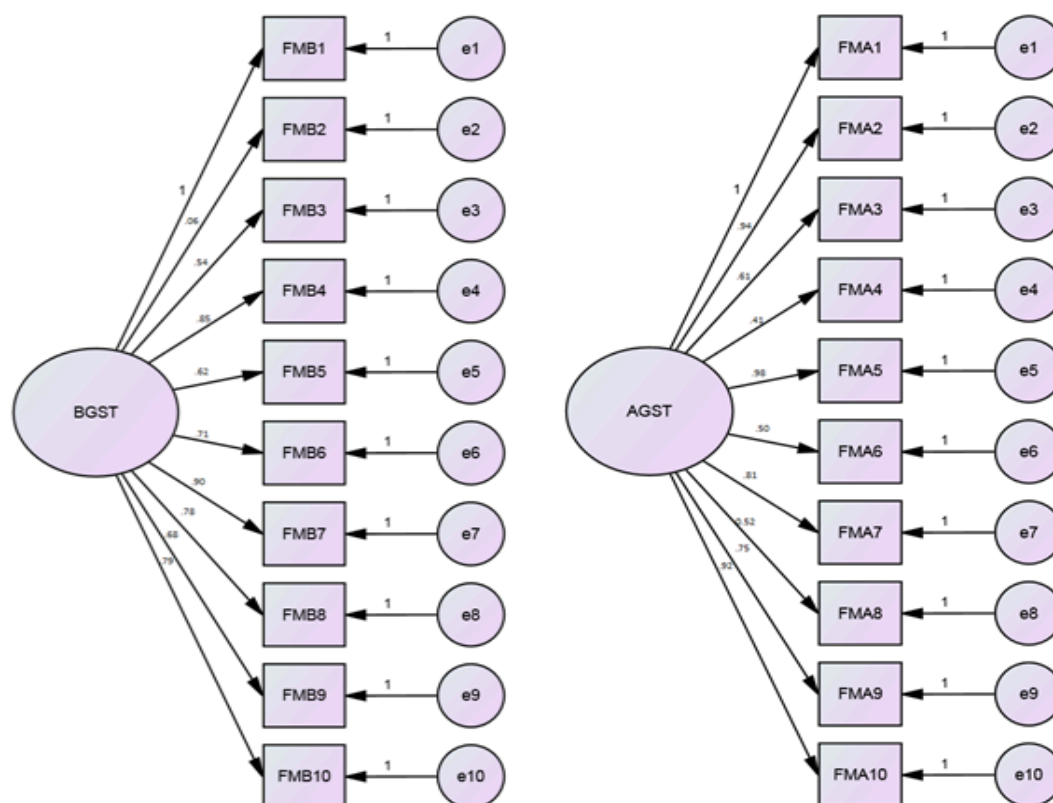 FMB1
1
e1
FMB2
1
e2
FMB3
1
e3
FMB4
1
e4
FMB5
1
e5
FMB6
1
e6
FMB7
1
e7
FMB8
1
e8
FMB9
1
e9
FMB10
1
e10
BGST
1
.06
.54
.85
.62
.71
.90
.78
.68
.79
FMA1
1
e1
FMA2
1
e2
FMA3
1
e3
FMA4
1
e4
FMA5
1
e5
FMA6
1
e6
FMA7
1
e7
FMA8
1
e8
FMA9
1
e9
FMA10
1
e10
AGST
1
.94
.61
.41
.98
.50
.81
0.52
.75
.92